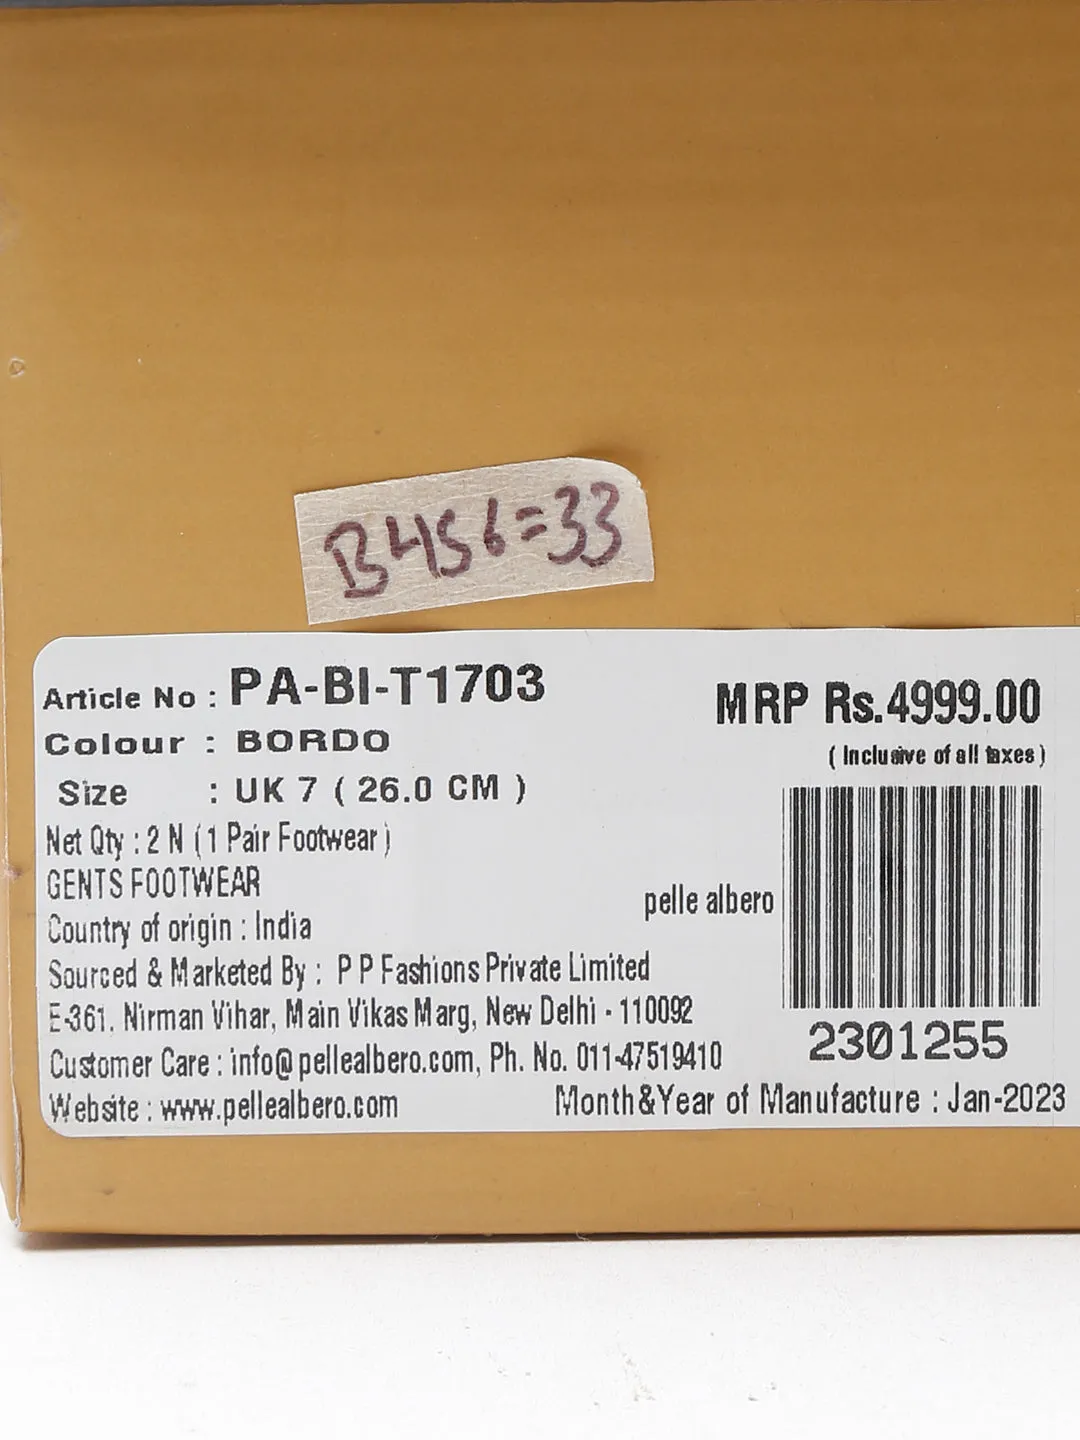 B456=33
Article No : PA-BI-T1703
MRP Rs.4999.00
Colour : BORDO
( Inclusive of all taxes )
Size : UK 7 ( 26.0 CM )
Net Qty : 2 N ( 1 Pair Footwear )
GENTS FOOTWEAR
pelle albero
Country of origin : India
Sourced & Marketed By : P P Fashions Private Limited
E-361, Nirman Vihar, Main Vikas Marg, New Delhi - 110092
2301255
Customer Care : info@pellealbero.com, Ph. No. 011-47519410
Website : www.pellealbero.com
Month&Year of Manufacture : Jan-2023